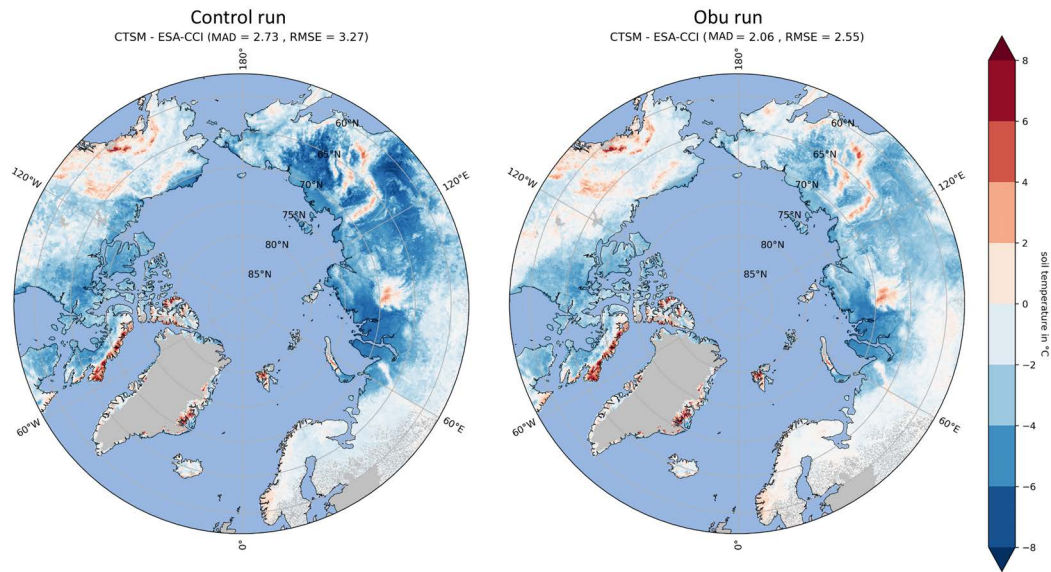 Control run
CTSM - ESA-CCI (MAD = 2.73 , RMSE = 3.27)
180°
60°N
65°N
70°N
75°N
80°N
85°N
120°W
120°E
60°W
60°E
0°
Obu run
CTSM - ESA-CCI (MAD = 2.06 , RMSE = 2.55)
180°
60°N
65°N
70°N
75°N
80°N
85°N
120°W
120°E
60°W
60°E
0°
8
6
4
2
0
−2
−4
−6
−8
soil temperature in °C